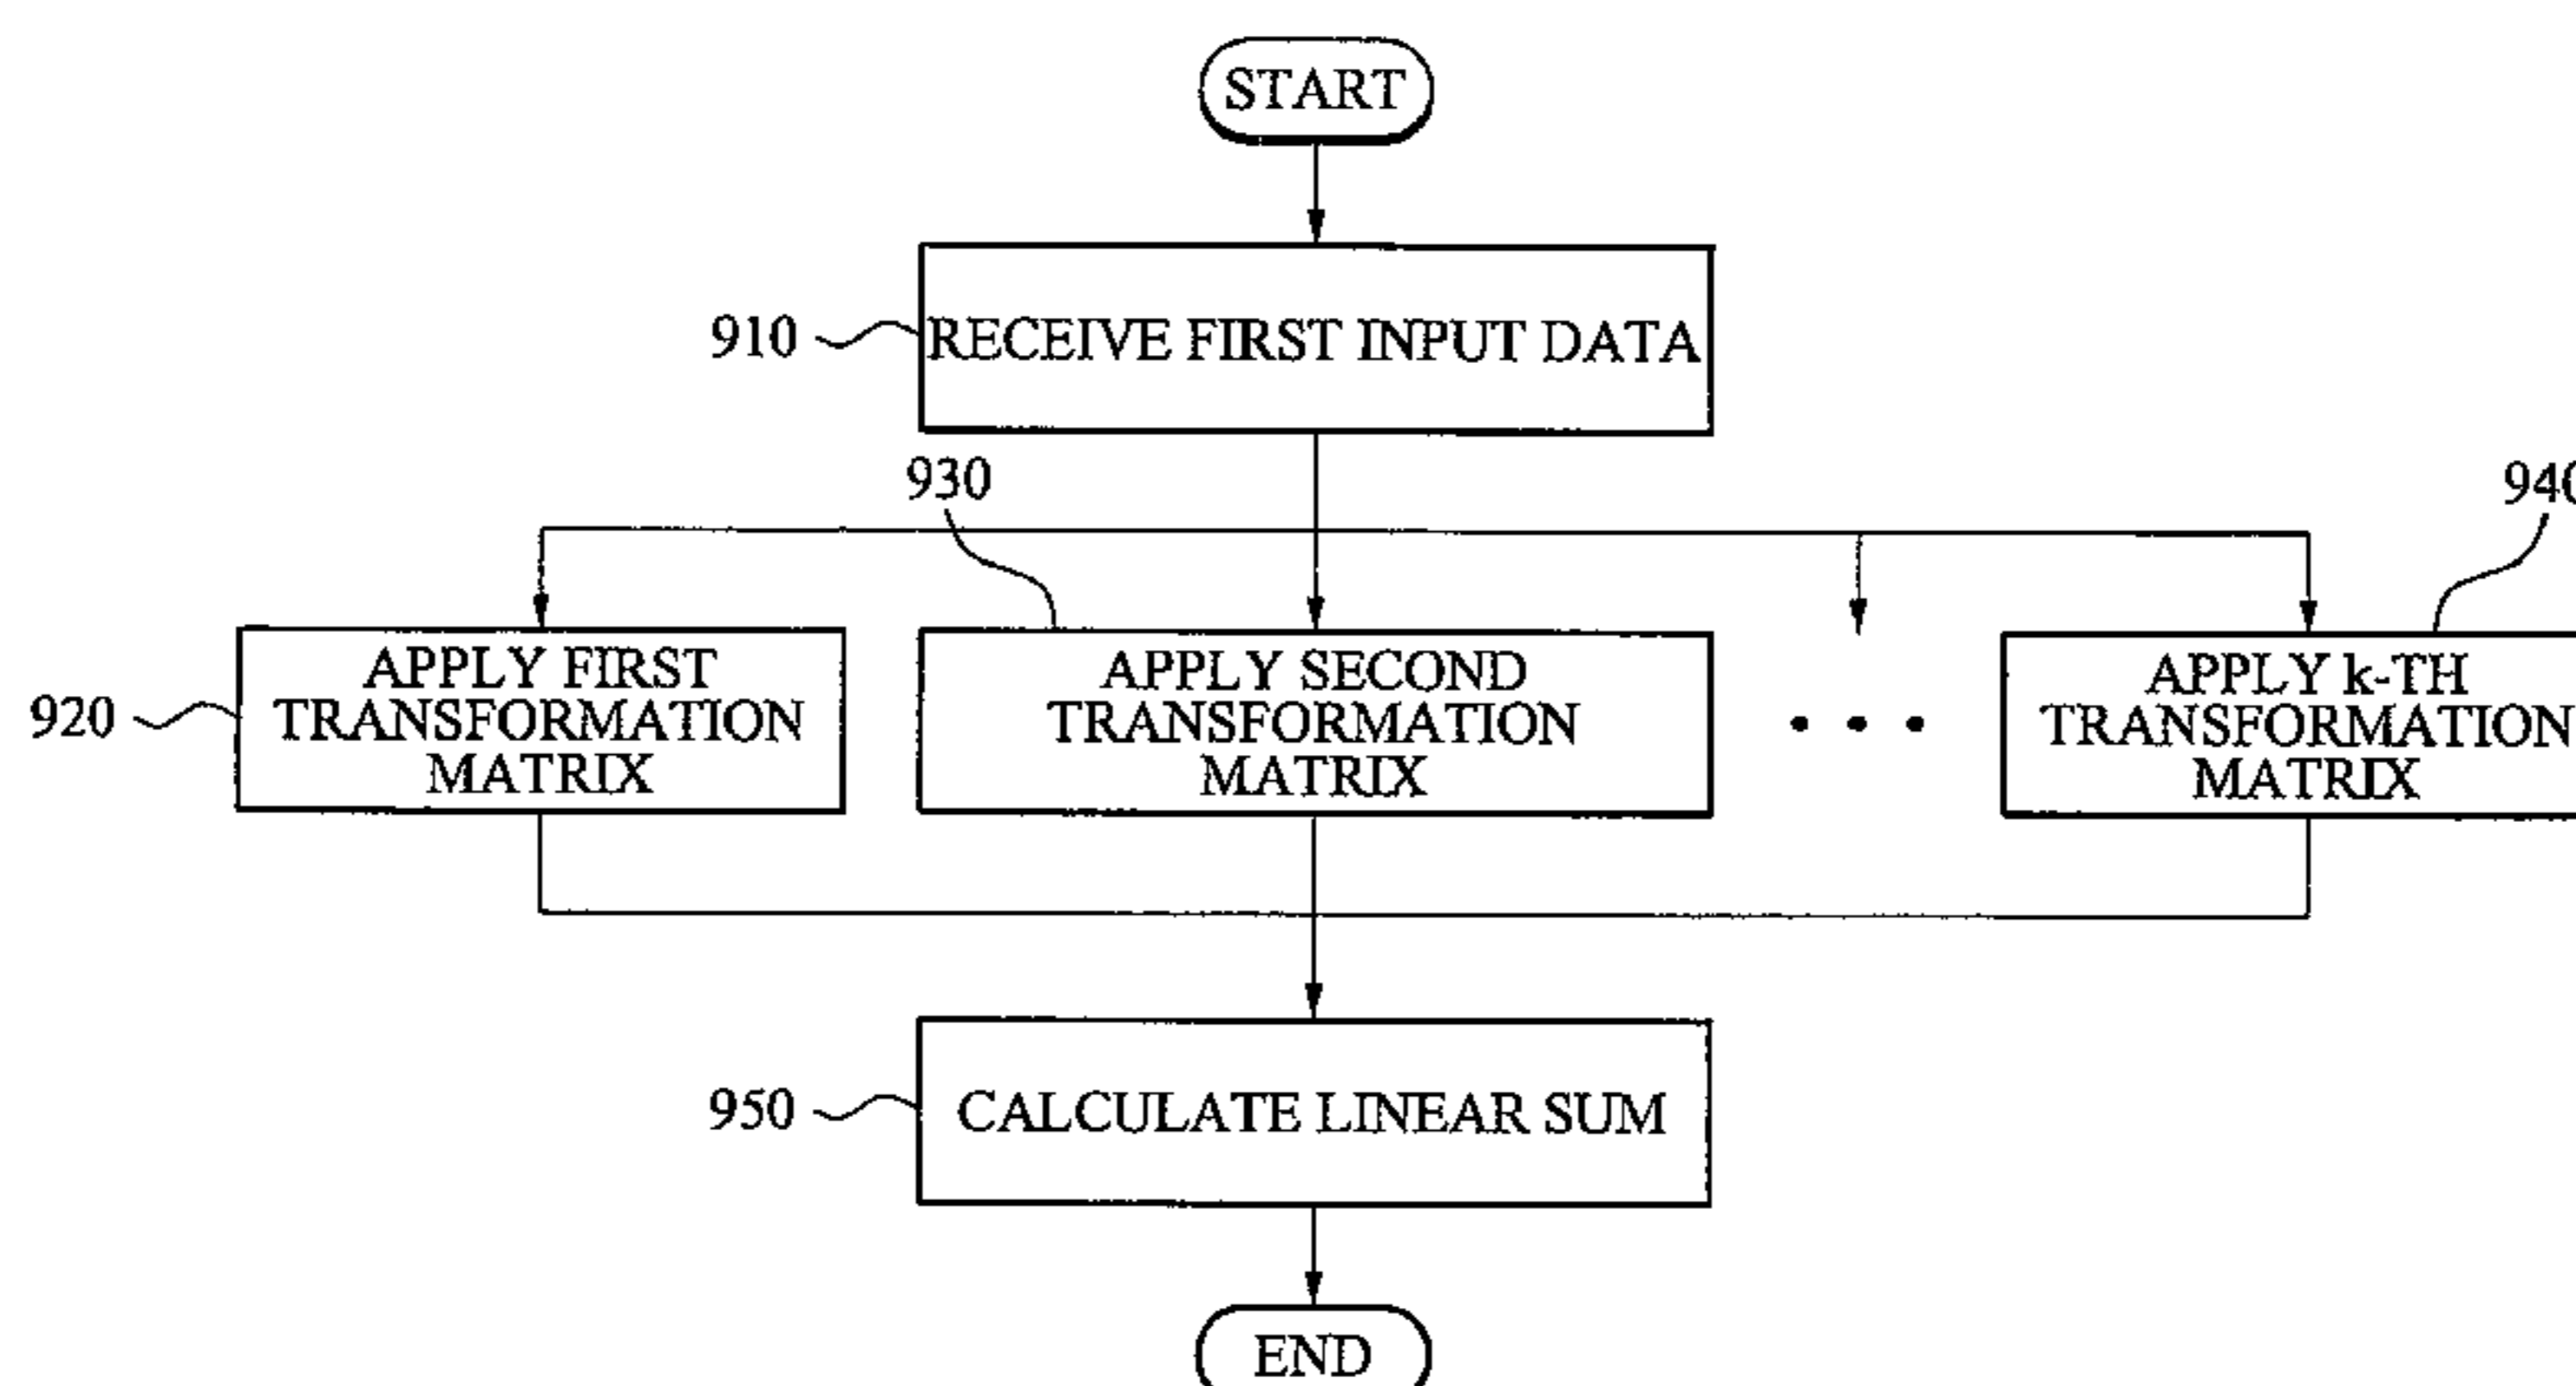 START
910
RECEIVE FIRST INPUT DATA
930
940
920
APPLY FIRST
TRANSFORMATION
MATRIX
APPLY SECOND
TRANSFORMATION
MATRIX
• • •
APPLY k-TH
TRANSFORMATION
MATRIX
950
CALCULATE LINEAR SUM
END